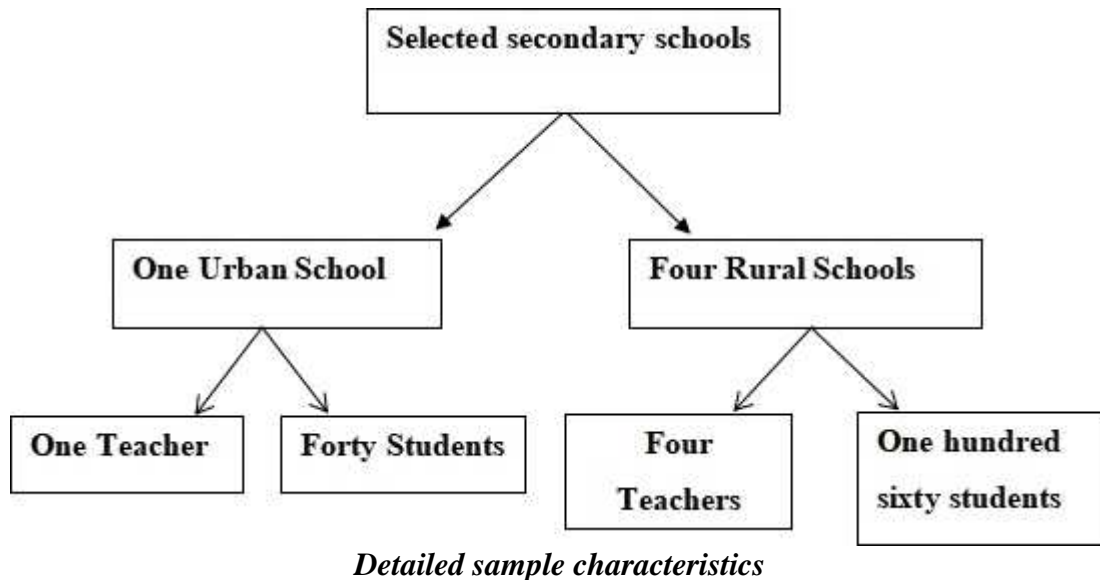 Selected secondary schools
One Urban School
Four Rural Schools
One Teacher
Forty Students
Four
Teachers
One hundred
sixty students
Detailed sample characteristics